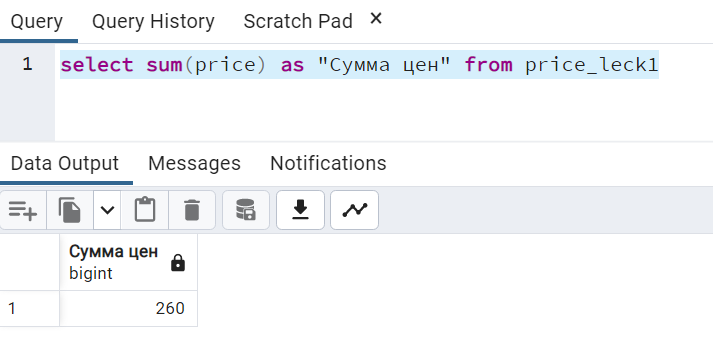 Query Query History Scratch Pad ×
1 select sum(price) as "Сумма цен" from price_leck1
Data Output Messages Notifications
Сумма цен
bigint
1 260